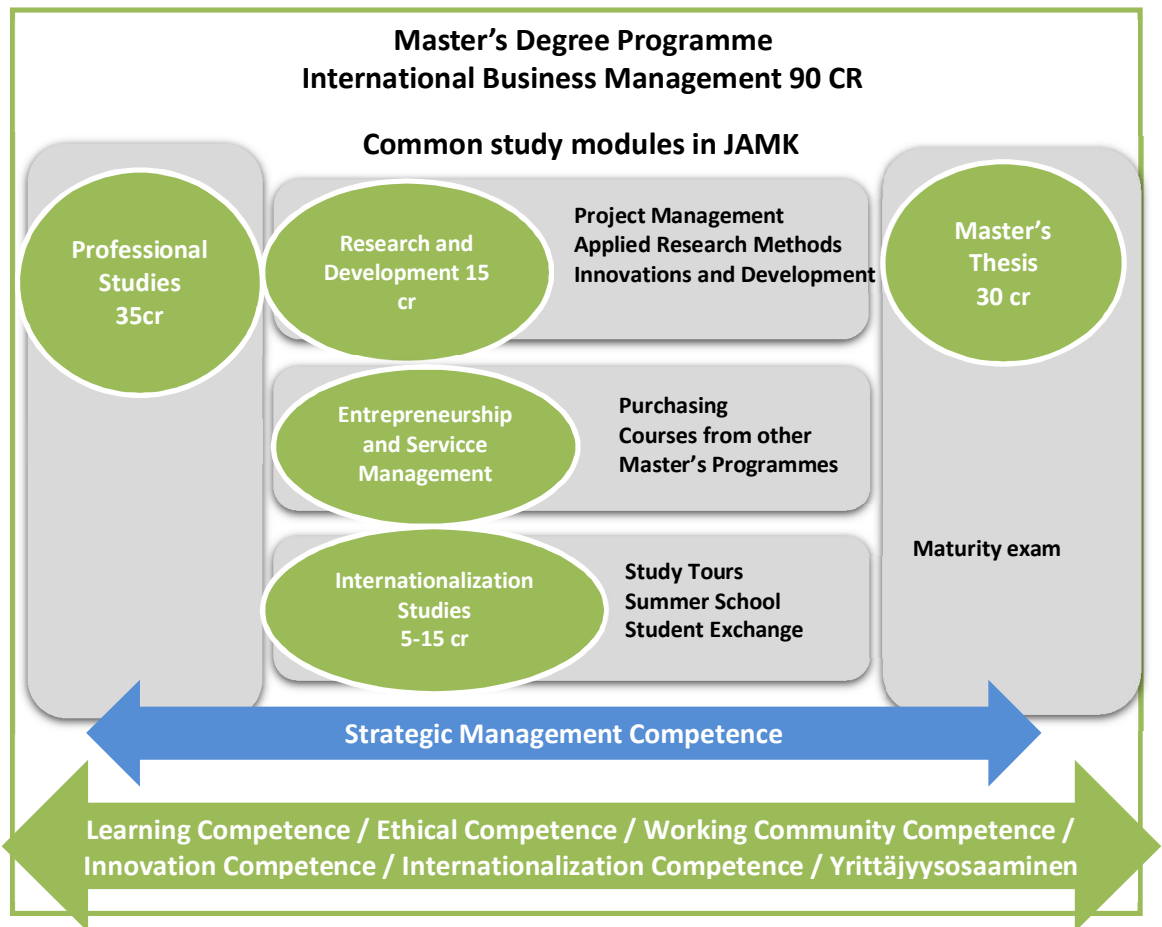 Master’s Degree Programme
International Business Management 90 CR
Common study modules in JAMK
Professional
Studies
35cr
Research and
Development 15
cr
Project Management
Applied Research Methods
Innovations and Development
Master’s
Thesis
30 cr
Entrepreneurship
and Servicce
Management
Purchasing
Courses from other
Master’s Programmes
Internationalization
Studies
5-15 cr
Study Tours
Summer School
Student Exchange
Maturity exam
Strategic Management Competence
Learning Competence / Ethical Competence / Working Community Competence /
Innovation Competence / Internationalization Competence / Yrittäjyysosaaminen